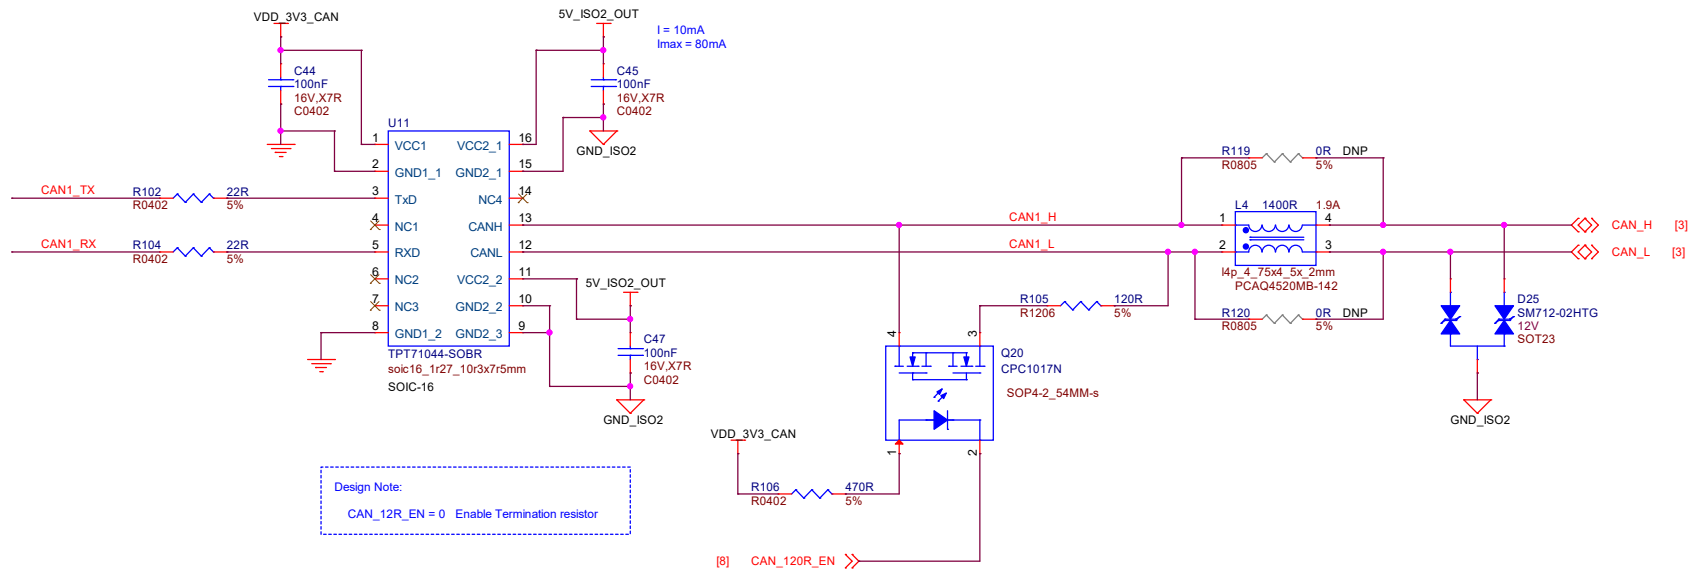 VDD_3V3_CAN
5V_ISO2_OUT
I = 10mA
Imax = 80mA
C44
100nF
16V,X7R
C0402
C45
100nF
16V,X7R
C0402
GND_ISO2
U11
1 VCC1 VCC2_1 16
2 GND1_1 GND2_1 15
3 TxD NC4 14
4 NC1 CANH 13
5 RXD CANL 12
6 NC2 VCC2_2 11
7 NC3 GND2_2 10
8 GND1_2 GND2_3 9
TPT71044-SOBR
soic16_1r27_10r3x7r5mm
SOIC-16
CAN1_TX
R102 22R
R0402 5%
CAN1_RX
R104 22R
R0402 5%
5V_ISO2_OUT
C47
100nF
16V,X7R
C0402
GND_ISO2
CAN1_H
CAN1_L
R119 0R DNP
R0805 5%
L4 1400R 1.9A
1 4
2 3
l4p_4_75x4_5x_2mm
PCAQ4520MB-142
R120 0R DNP
R0805 5%
CAN_H [3]
CAN_L [3]
D25
SM712-02HTG
12V
SOT23
GND_ISO2
R105 120R
R1206 5%
4 3
Q20
CPC1017N
SOP4-2_54MM-s
1 2
VDD_3V3_CAN
R106 470R
R0402 5%
[8] CAN_120R_EN
Design Note:
CAN_12R_EN = 0 Enable Termination resistor